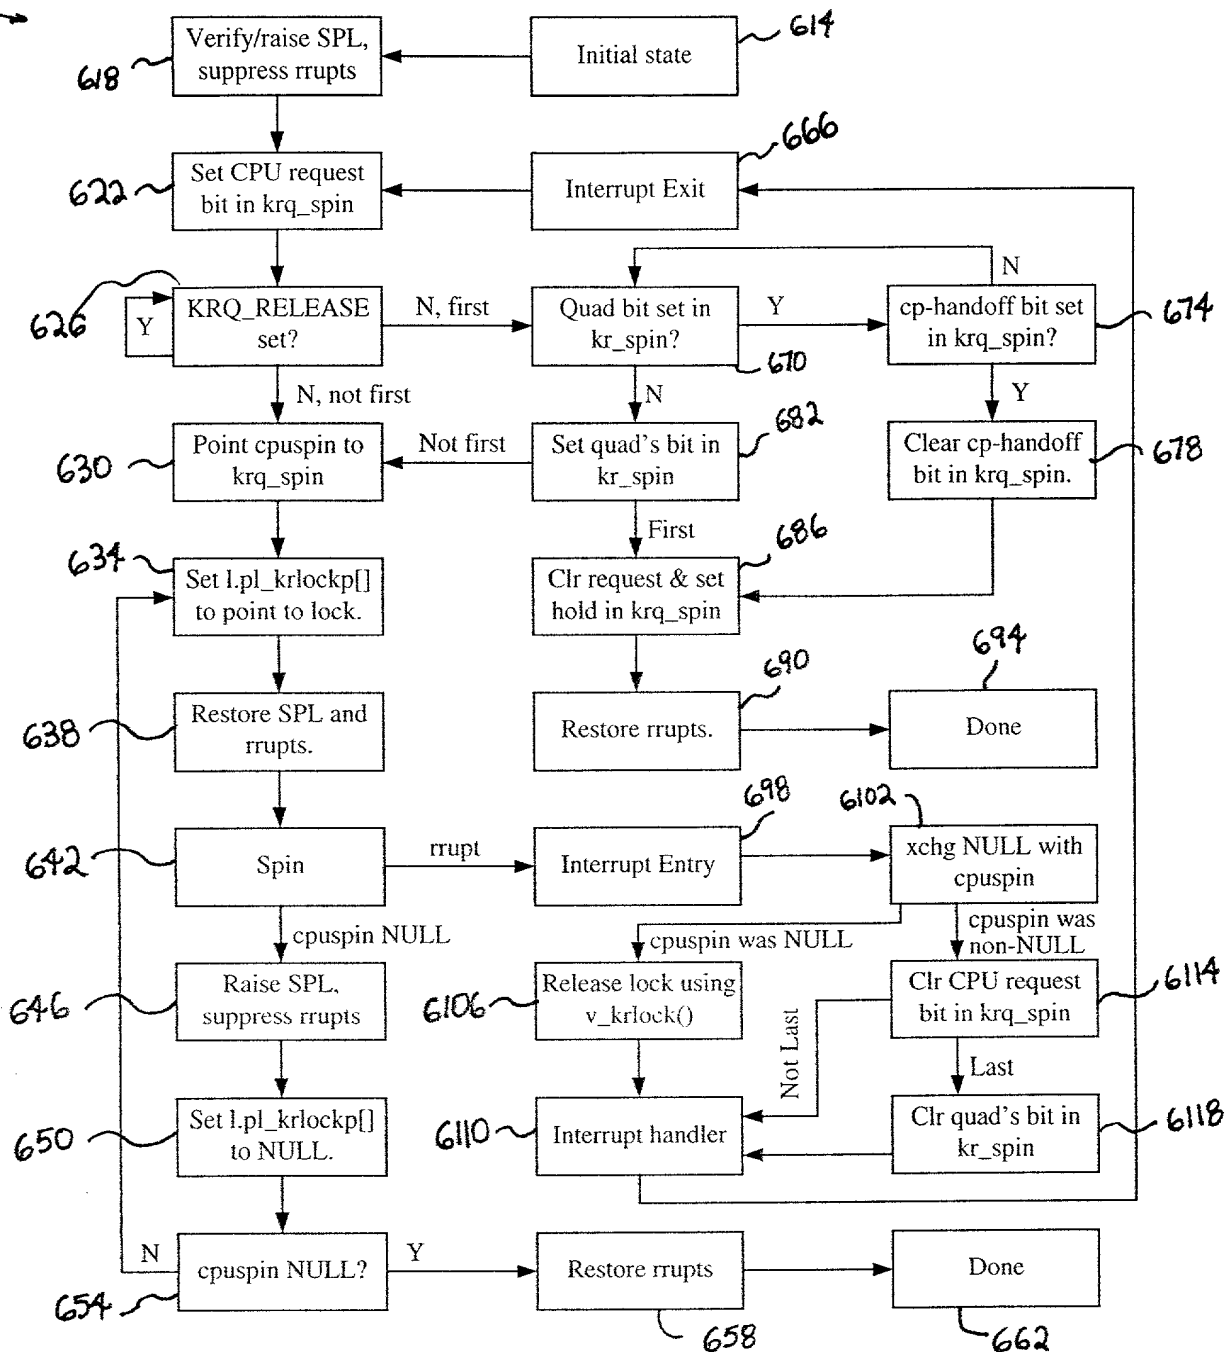 Verify/raise SPL,
suppress rrupts
618
Initial state
614
Set CPU request
bit in krq_spin
622
Interrupt Exit
666
KRQ_RELEASE
set?
626
Y
N, first
Quad bit set in
kr_spin?
670
Y
N
cp-handoff bit set
in krq_spin?
674
N, not first
N
Y
Point cpuspin to
krq_spin
630
Not first
Set quad's bit in
kr_spin
682
Clear cp-handoff
bit in krq_spin.
678
First
Set l.pl_krlockp[]
to point to lock.
634
Clr request & set
hold in krq_spin
686
Restore SPL and
rrupts.
638
Restore rrupts.
690
Done
694
Spin
642
rrupt
Interrupt Entry
698
xchg NULL with
cpuspin
6102
cpuspin NULL
cpuspin was NULL
cpuspin was
non-NULL
Raise SPL,
suppress rrupts
646
Release lock using
v_krlock()
6106
Not Last
Clr CPU request
bit in krq_spin
6114
Last
Set l.pl_krlockp[]
to NULL.
650
Interrupt handler
6110
Clr quad's bit in
kr_spin
6118
N
cpuspin NULL?
654
Y
Restore rrupts
658
Done
662